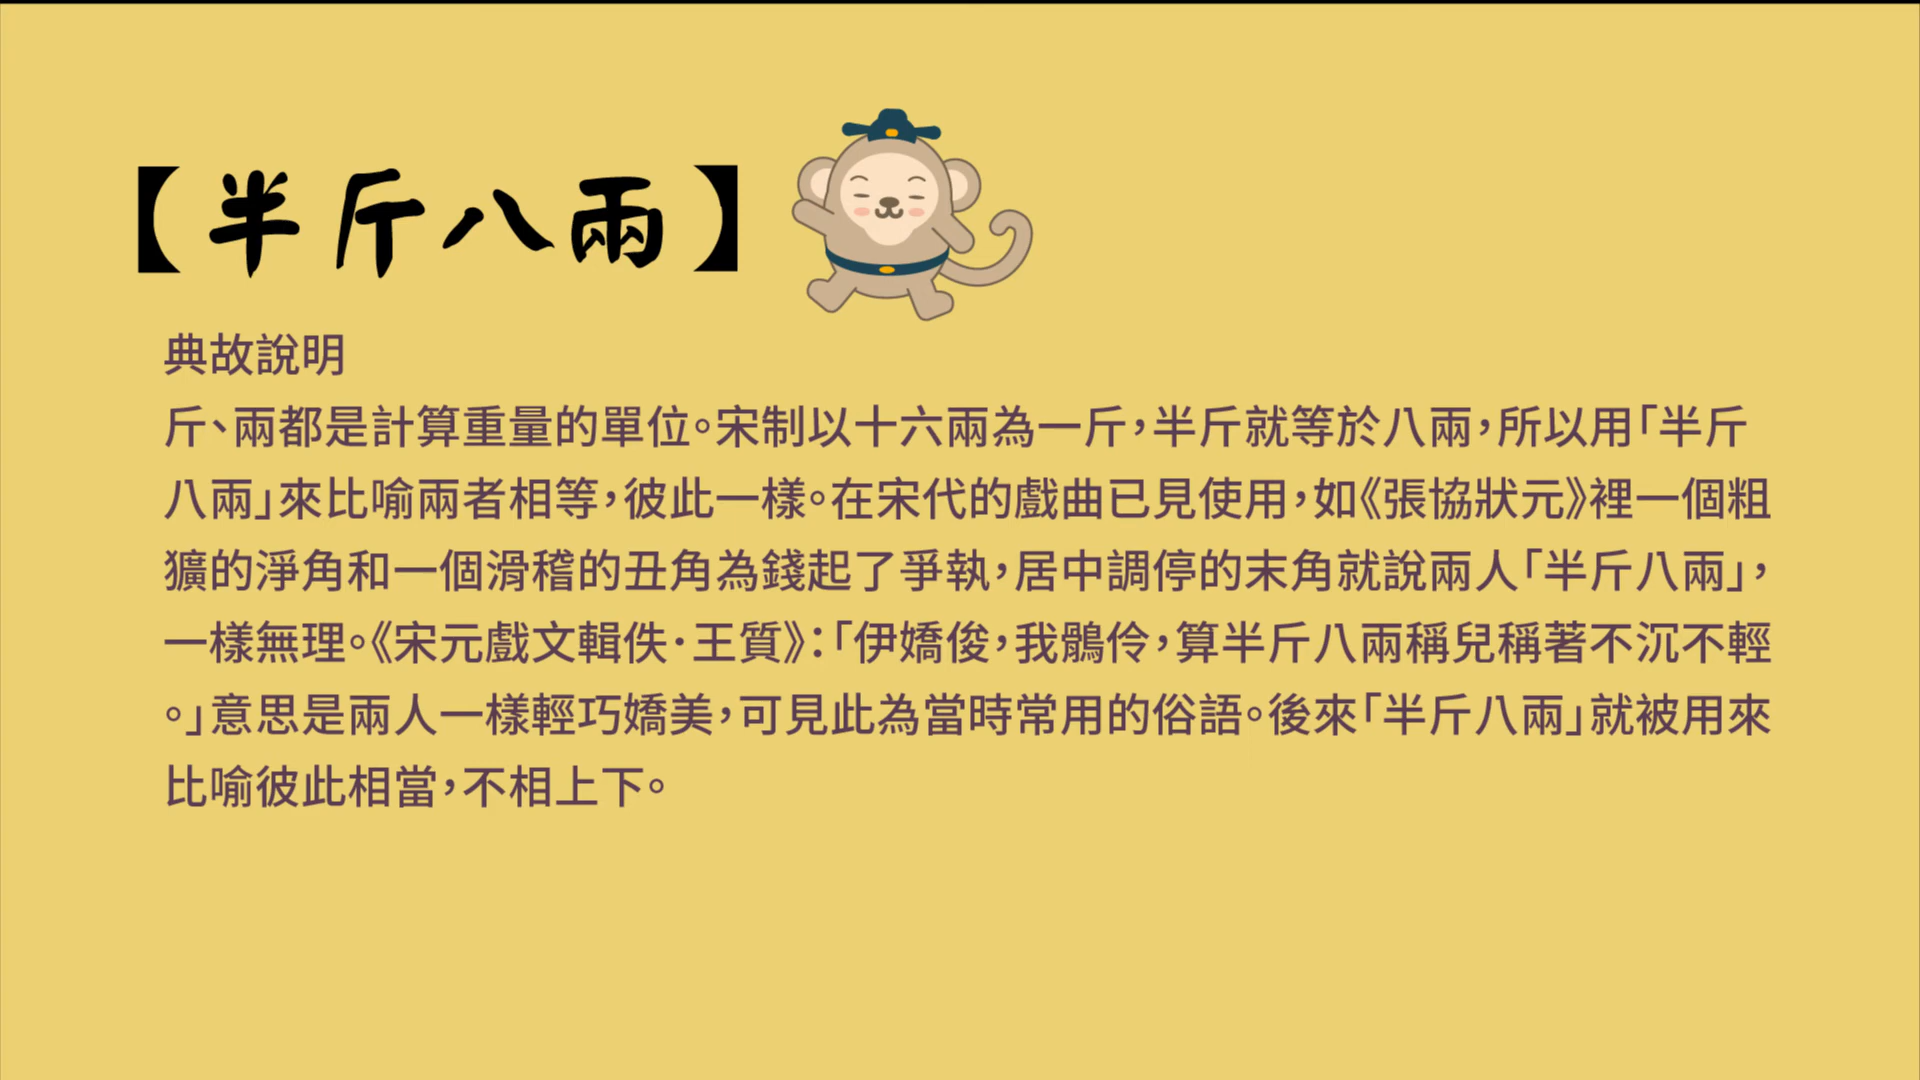 【半斤八兩】
典故說明
斤、兩都是計算重量的單位。宋制以十六兩為一斤,半斤就等於八兩,所以用「半斤
八兩」來比喻兩者相等,彼此一樣。在宋代的戲曲已見使用,如《張協狀元》裡一個粗
獷的淨角和一個滑稽的丑角為錢起了爭執,居中調停的末角就說兩人「半斤八兩」,
一樣無理。《宋元戲文輯佚·王質》:「伊嬌俊,我鶻伶,算半斤八兩稱兒稱著不沉不輕
。」意思是兩人一樣輕巧嬌美,可見此為當時常用的俗語。後來「半斤八兩」就被用來
比喻彼此相當,不相上下。